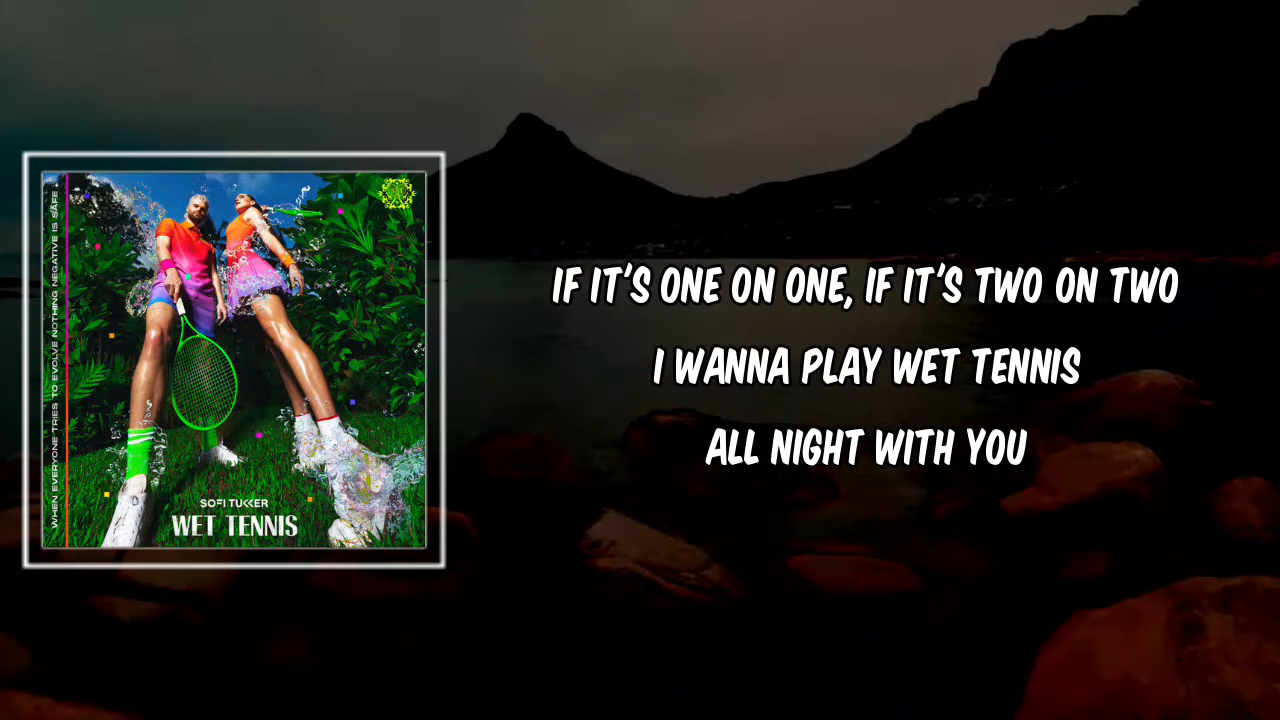 WHEN EVERYONE TRIES TO EVOLVE NOTHING NEGATIVE IS SAFE
SOFI TUKKER
WET TENNIS
IF IT'S ONE ON ONE, IF IT'S TWO ON TWO
I WANNA PLAY WET TENNIS
ALL NIGHT WITH YOU